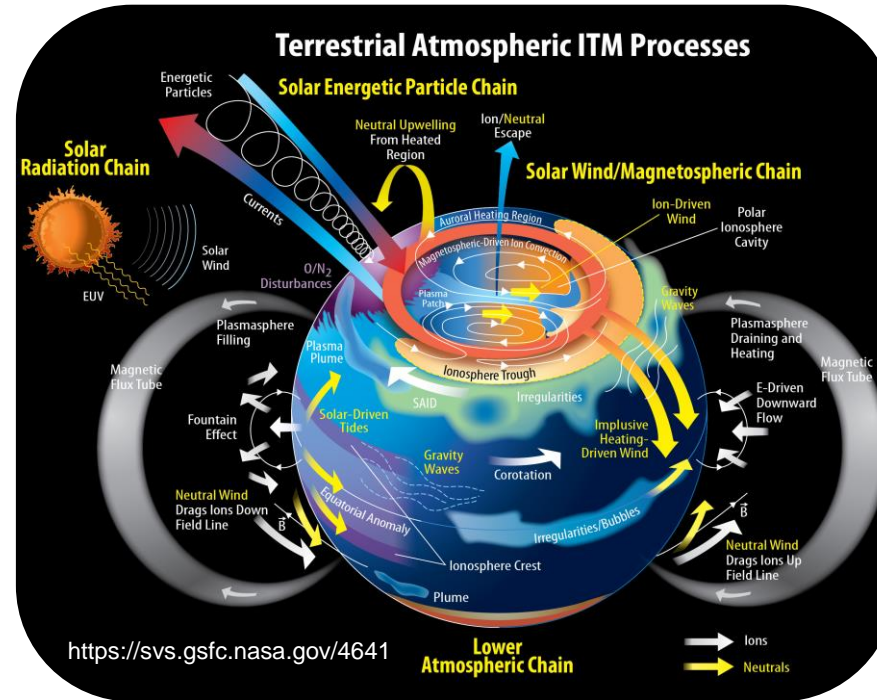 Terrestrial Atmospheric ITM Processes
Energetic
Particles
Solar Energetic Particle Chain
Neutral Upwelling
From Heated
Region
Ion/Neutral
Escape
Solar
Radiation Chain
Solar Wind/Magnetospheric Chain
Currents
Solar
Wind
EUV
Auroral Heating Region
Ion-Driven
Wind
Polar
Ionosphere
Cavity
Magnetospheric-Driven Ion Convection
O/N2
Disturbances
Plasma
Patch
Gravity
Waves
Plasmasphere
Filling
Plasma
Plume
Ionosphere Trough
Plasmasphere
Draining and
Heating
Magnetic
Flux Tube
Magnetic
Flux Tube
SAID
Irregularities
E-Driven
Downward
Flow
Fountain
Effect
Solar-Driven
Tides
Implusive
Heating-
Driven Wind
Gravity
Waves
Corotation
Neutral Wind
Drags Ions Down
Field Line
B
Equatorial Anomaly
Irregularities/Bubbles
B
Neutral Wind
Drags Ions Up
Field Line
Ionosphere Crest
Plume
https://svs.gsfc.nasa.gov/4641
Lower
Atmospheric Chain
Ions
Neutrals